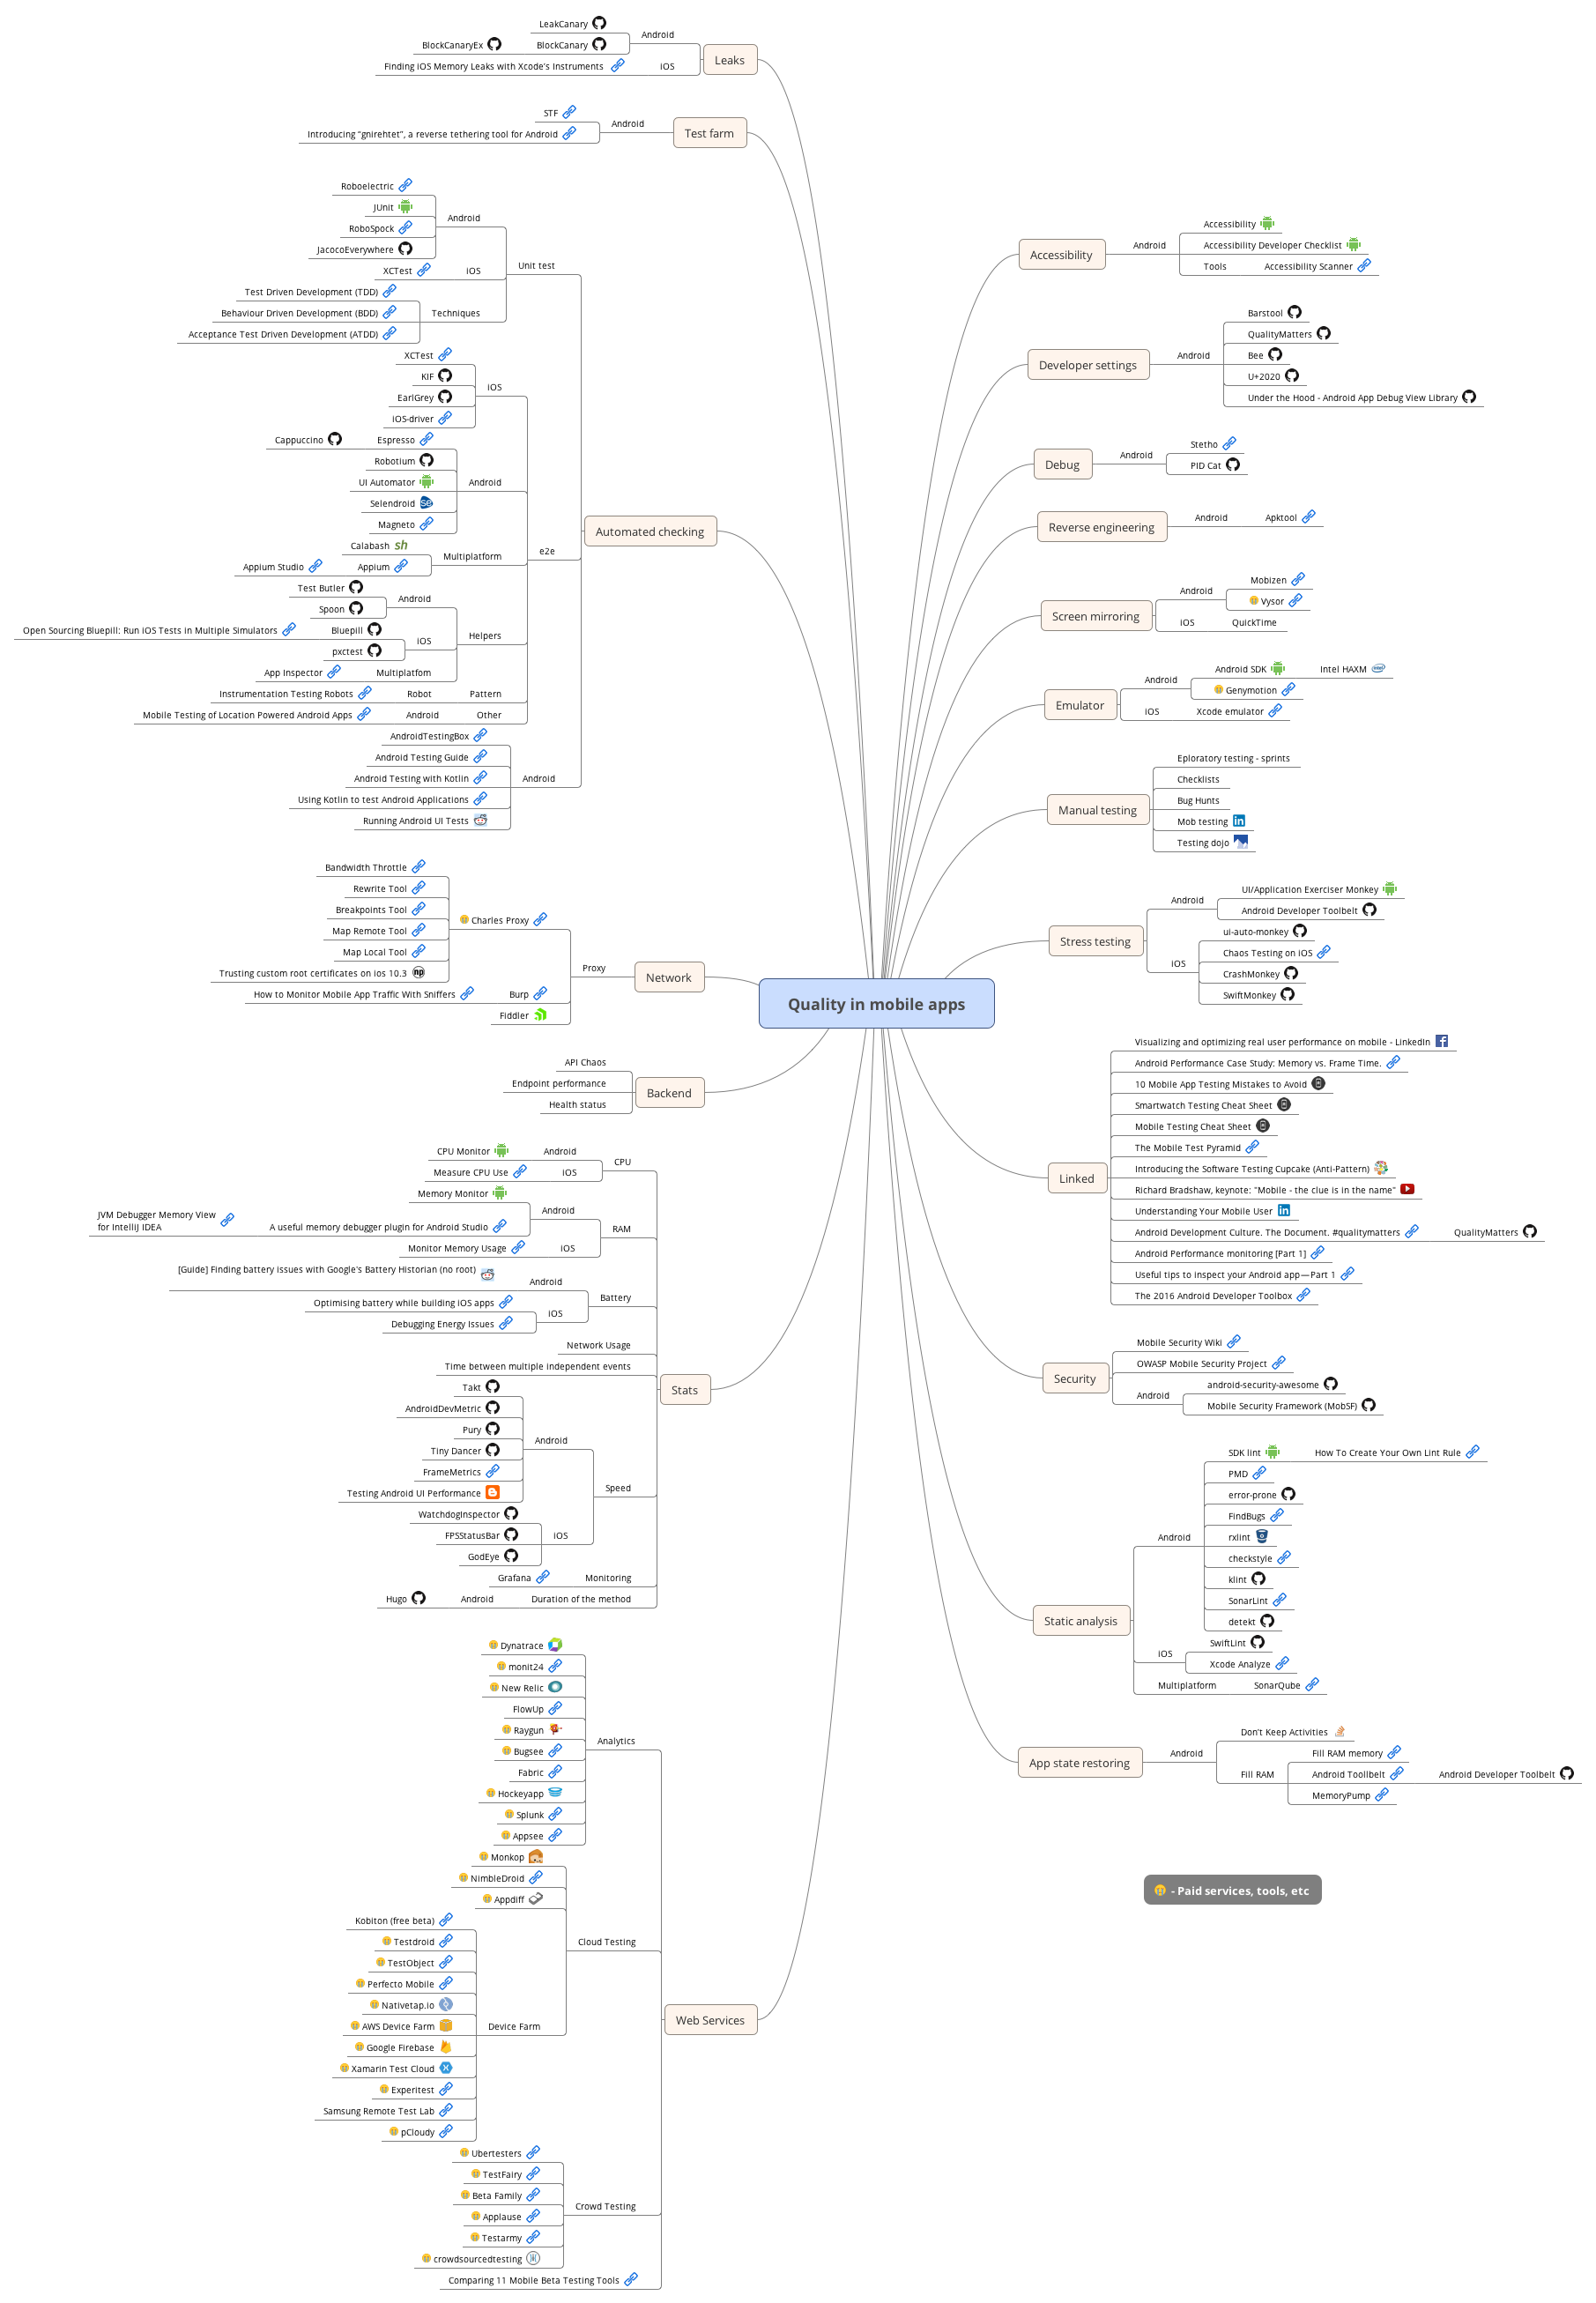 Quality in mobile apps
Leaks
Android
LeakCanary
BlockCanary
BlockCanaryEx
iOS
Finding iOS Memory Leaks with Xcode's Instruments
Test farm
Android
STF
Introducing "gnirehtet", a reverse tethering tool for Android
Automated checking
Unit test
Android
Roboelectric
JUnit
RoboSpock
JacocoEverywhere
iOS
XCTest
Techniques
Test Driven Development (TDD)
Behaviour Driven Development (BDD)
Acceptance Test Driven Development (ATDD)
e2e
iOS
XCTest
KIF
EarlGrey
iOS-driver
Android
Espresso
Cappuccino
Robotium
UI Automator
Selendroid
Magneto
Multiplatform
Calabash
Appium
Appium Studio
Helpers
Android
Test Butler
Spoon
iOS
Bluepill
Open Sourcing Bluepill: Run iOS Tests in Multiple Simulators
pxctest
Multiplatfom
App Inspector
Pattern
Robot
Instrumentation Testing Robots
Other
Android
Mobile Testing of Location Powered Android Apps
Android
AndroidTestingBox
Android Testing Guide
Android Testing with Kotlin
Using Kotlin to test Android Applications
Running Android UI Tests
Network
Proxy
Charles Proxy
Bandwidth Throttle
Rewrite Tool
Breakpoints Tool
Map Remote Tool
Map Local Tool
Trusting custom root certificates on ios 10.3
Burp
How to Monitor Mobile App Traffic With Sniffers
Fiddler
Backend
API Chaos
Endpoint performance
Health status
Stats
CPU
Android
CPU Monitor
iOS
Measure CPU Use
RAM
Android
Memory Monitor
A useful memory debugger plugin for Android Studio
JVM Debugger Memory View
for IntelliJ IDEA
iOS
Monitor Memory Usage
Battery
Android
[Guide] Finding battery issues with Google's Battery Historian (no root)
iOS
Optimising battery while building iOS apps
Debugging Energy Issues
Network Usage
Time between multiple independent events
Speed
Android
Takt
AndroidDevMetric
Pury
Tiny Dancer
FrameMetrics
Testing Android UI Performance
iOS
WatchdogInspector
FPSStatusBar
GodEye
Monitoring
Grafana
Duration of the method
Android
Hugo
Web Services
Analytics
Dynatrace
monit24
New Relic
FlowUp
Raygun
Bugsee
Fabric
Hockeyapp
Splunk
Appsee
Cloud Testing
Monkop
NimbleDroid
Appdiff
Device Farm
Kobiton (free beta)
Testdroid
TestObject
Perfecto Mobile
Nativetap.io
AWS Device Farm
Google Firebase
Xamarin Test Cloud
Experitest
Samsung Remote Test Lab
pCloudy
Crowd Testing
Ubertesters
TestFairy
Beta Family
Applause
Testarmy
crowdsourcedtesting
Comparing 11 Mobile Beta Testing Tools
Accessibility
Android
Accessibility
Accessibility Developer Checklist
Tools
Accessibility Scanner
Developer settings
Android
Barstool
QualityMatters
Bee
U+2020
Under the Hood - Android App Debug View Library
Debug
Android
Stetho
PID Cat
Reverse engineering
Android
Apktool
Screen mirroring
Android
Mobizen
Vysor
iOS
QuickTime
Emulator
Android
Android SDK
Intel HAXM
Genymotion
iOS
Xcode emulator
Manual testing
Eploratory testing - sprints
Checklists
Bug Hunts
Mob testing
Testing dojo
Stress testing
Android
UI/Application Exerciser Monkey
Android Developer Toolbelt
iOS
ui-auto-monkey
Chaos Testing on iOS
CrashMonkey
SwiftMonkey
Linked
Visualizing and optimizing real user performance on mobile - LinkedIn
Android Performance Case Study: Memory vs. Frame Time.
10 Mobile App Testing Mistakes to Avoid
Smartwatch Testing Cheat Sheet
Mobile Testing Cheat Sheet
The Mobile Test Pyramid
Introducing the Software Testing Cupcake (Anti-Pattern)
Richard Bradshaw, keynote: "Mobile - the clue is in the name"
Understanding Your Mobile User
Android Development Culture. The Document. #qualitymatters
QualityMatters
Android Performance monitoring [Part 1]
Useful tips to inspect your Android app — Part 1
The 2016 Android Developer Toolbox
Security
Mobile Security Wiki
OWASP Mobile Security Project
Android
android-security-awesome
Mobile Security Framework (MobSF)
Static analysis
Android
SDK lint
How To Create Your Own Lint Rule
PMD
error-prone
FindBugs
rxlint
checkstyle
klint
SonarLint
detekt
iOS
SwiftLint
Xcode Analyze
Multiplatform
SonarQube
App state restoring
Android
Don't Keep Activities
Fill RAM
Fill RAM memory
Android Toollbelt
Android Developer Toolbelt
MemoryPump
- Paid services, tools, etc